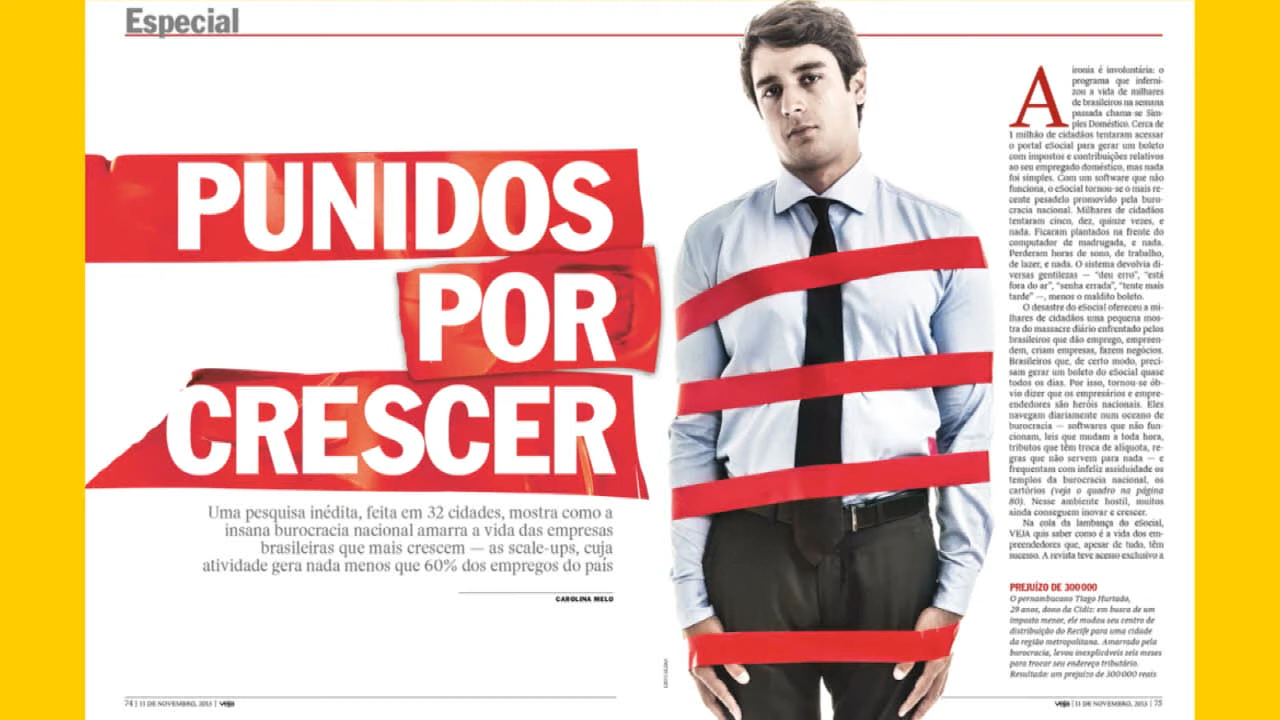 Especial
PUNIDOS
POR
CRESCER
Uma pesquisa inédita, feita em 32 cidades, mostra como a
insana burocracia nacional amarra a vida das empresas
brasileiras que mais crescem — as scale-ups, cuja
atividade gera nada menos que 60% dos empregos do país
CAROLINA MELO
A ironia é involuntária: o
programa que inferni-
zou a vida de milhares
de brasileiros na semana
passada chama-se Sim-
ples Doméstico. Cerca de
1 milhão de cidadãos tentaram acessar
o portal eSocial para gerar um boleto
com impostos e contribuições relativos
ao seu empregado doméstico, mas nada
foi simples. Com um software que não
funciona, o eSocial tornou-se o mais re-
cente pesadelo promovido pela buro-
cracia nacional. Milhares de cidadãos
tentaram cinco, dez, quinze vezes, e
nada. Ficaram plantados na frente do
computador de madrugada, e nada.
Perderam horas de sono, de trabalho,
de lazer, e nada. O sistema devolvia di-
versas gentilezas — “deu erro”, “está
fora do ar”, “senha errada”, “tente mais
tarde” —, menos o maldito boleto.
O desastre do eSocial ofereceu a mi-
lhares de cidadãos uma pequena mos-
tra do massacre diário enfrentado pelos
brasileiros que dão emprego, empreen-
dem, criam empresas, fazem negócios.
Brasileiros que, de certo modo, preci-
sam gerar um boleto do eSocial quase
todos os dias. Por isso, tornou-se ób-
vio dizer que os empresários e empre-
endedores são heróis nacionais. Eles
navegam diariamente num oceano de
burocracia — softwares que não fun-
cionam, leis que mudam a toda hora,
tributos que têm troca de alíquota, re-
gras que não servem para nada — e
frequentam com infeliz assiduidade os
templos da burocracia nacional, os
cartórios (veja o quadro na página
80). Nesse ambiente hostil, muitos
ainda conseguem inovar e crescer.
Na cola da lambança do eSocial,
VEJA quis saber como é a vida dos em-
preendedores que, apesar de tudo, têm
sucesso. A revista teve acesso exclusivo a
PREJUÍZO DE 300 000
O pernambucano Tiago Hurtado,
29 anos, dono da Cidiz: em busca de um
imposto menor, ele mudou seu centro de
distribuição do Recife para uma cidade
da região metropolitana. Amarrado pela
burocracia, levou inexplicáveis seis meses
para trocar seu endereço tributário.
Resultado: um prejuízo de 300 000 reais
74 | 11 DE NOVEMBRO, 2015 | veja
veja | 11 DE NOVEMBRO, 2015 | 75